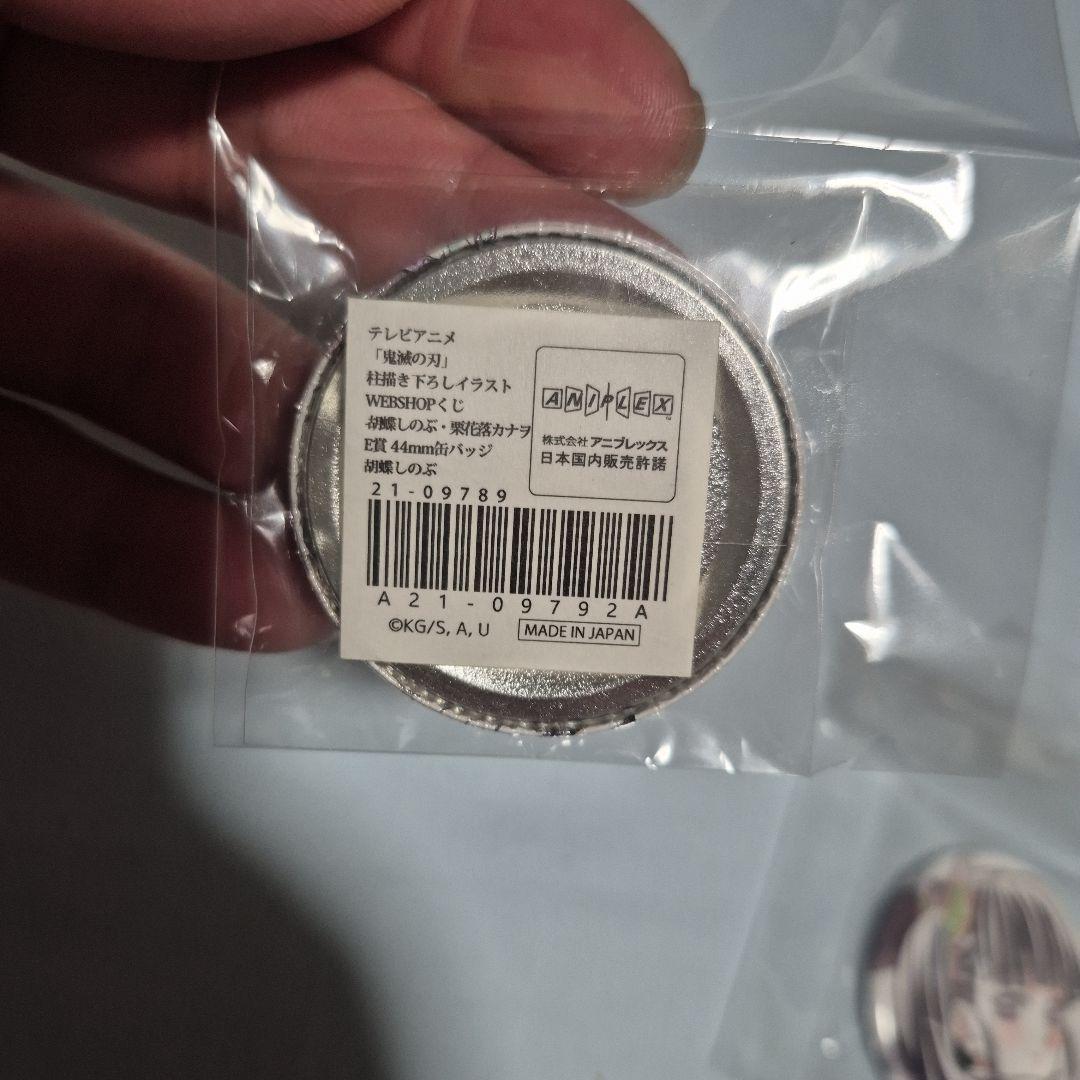 テレビアニメ
「鬼滅の刃」
柱描き下ろしイラスト
WEBSHOPくじ
胡蝶しのぶ・栗花落カナヲ
E賞 44mm缶バッジ
胡蝶しのぶ
ANIPLEX
株式会社 アニプレックス
日本国内販売許諾
21-09789
A21-09792A
©KG/S, A, U
MADE IN JAPAN